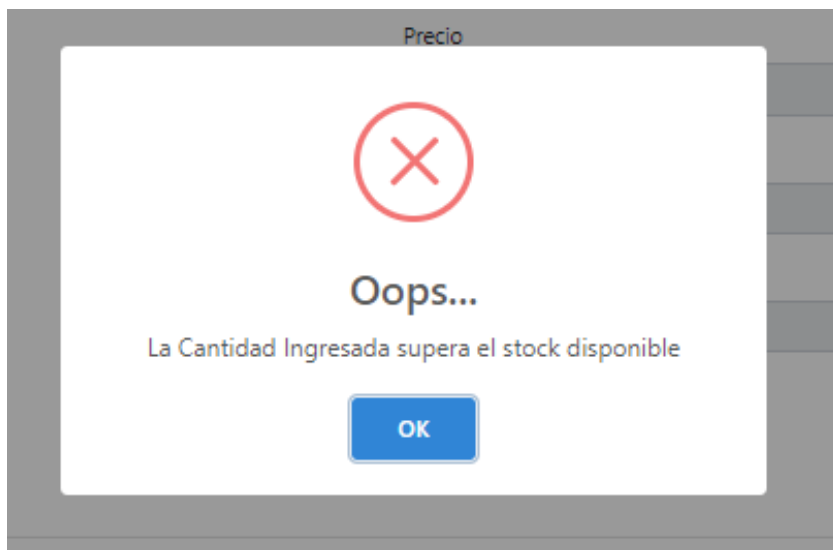 Precio
Oops...
La Cantidad Ingresada supera el stock disponible
OK